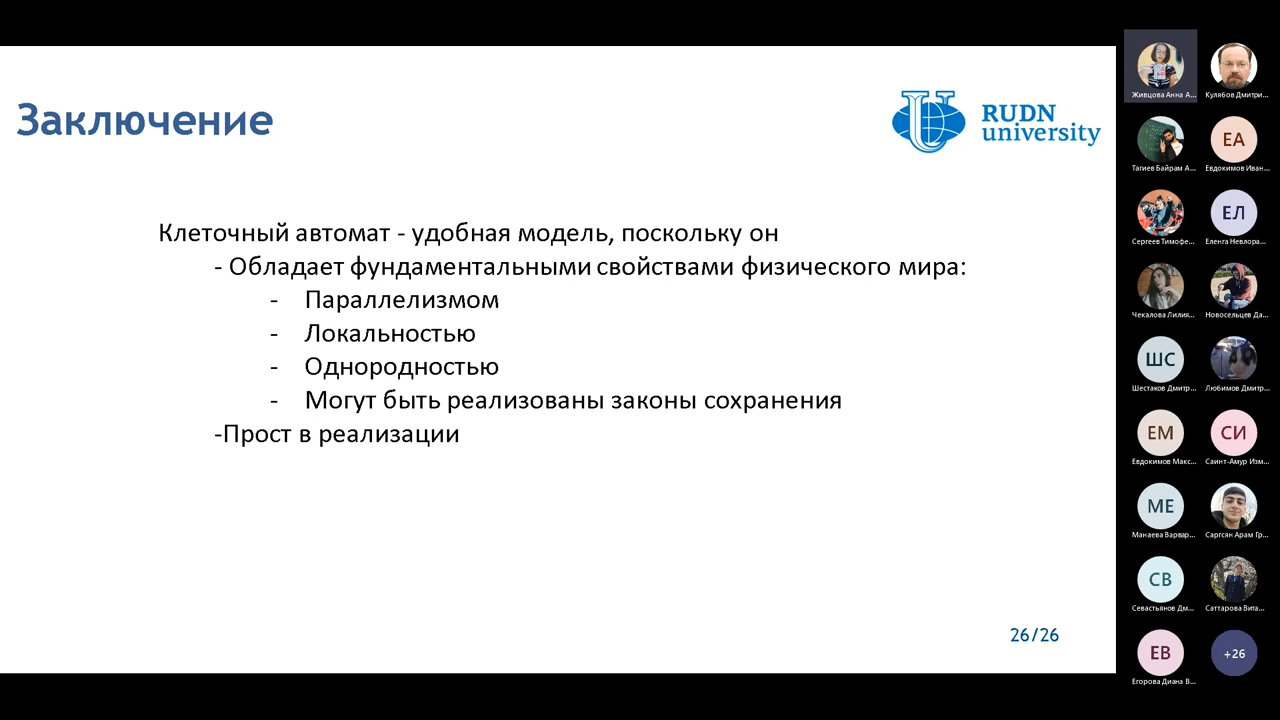 Заключение
RUDN
university
Клеточный автомат - удобная модель, поскольку он
- Обладает фундаментальными свойствами физического мира:
- Параллелизмом
- Локальностью
- Однородностью
- Могут быть реализованы законы сохранения
-Прост в реализации
26/26
Живцова Анна А...
Кулябов Дмитри...
Тагиев Байрам А...
ЕА
Евдокимов Иван...
Сергеев Тимофе...
ЕЛ
Еленга Невлора...
Чекалова Лилия...
Новосельцев Да...
ШС
Шестаков Дмитр...
Любимов Дмитр...
ЕМ
Евдокимов Макс...
СИ
Саинт-Амур Изм...
МЕ
Манаева Варвар...
Саргсян Арам Гр...
СВ
Севастьянов Дм...
Саттарова Вита...
ЕВ
Егорова Диана В...
+26